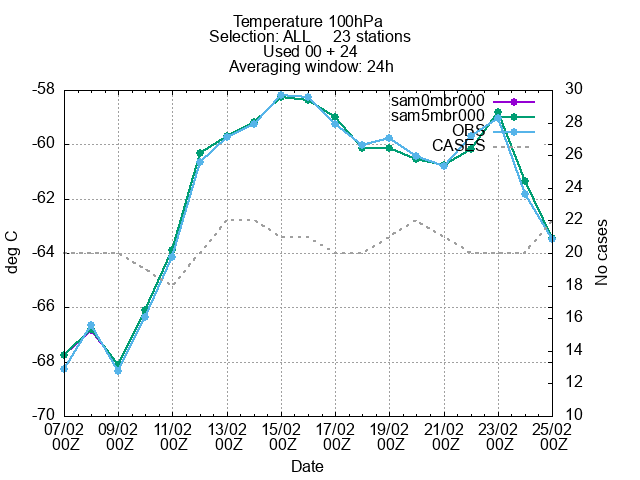 Temperature 100hPa
Selection: ALL     23 stations
Used 00 + 24
Averaging window: 24h
sam0mbr000
sam5mbr000
OBS
CASES
-58
-60
-62
-64
-66
-68
-70
30
28
26
24
22
20
18
16
14
12
10
deg C
No cases
07/02 09/02 11/02 13/02 15/02 17/02 19/02 21/02 23/02 25/02
00Z 00Z 00Z 00Z 00Z 00Z 00Z 00Z 00Z 00Z
Date